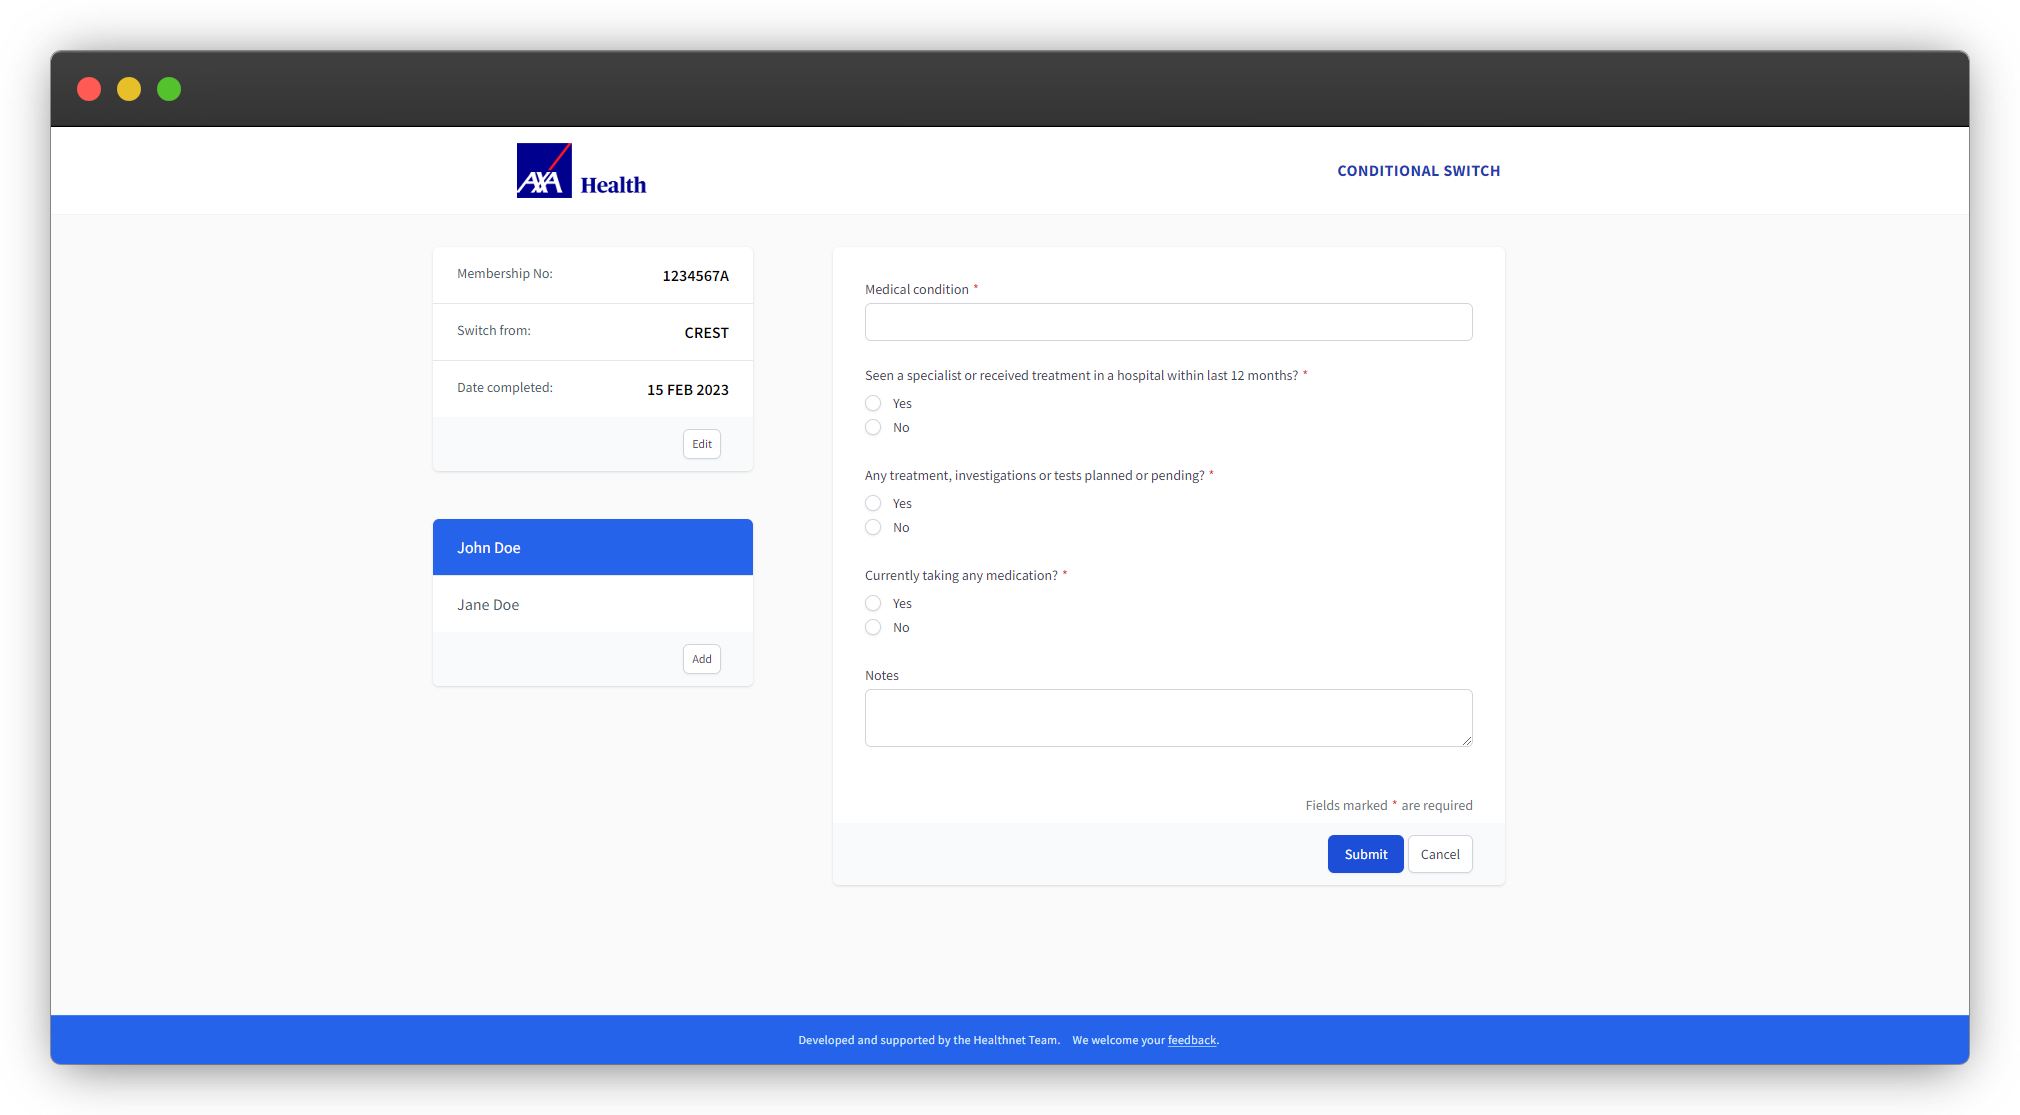 AXA Health
CONDITIONAL SWITCH
Membership No: 1234567A
Switch from: CREST
Date completed: 15 FEB 2023
Edit
John Doe
Jane Doe
Add
Medical condition *
Seen a specialist or received treatment in a hospital within last 12 months? *
Yes
No
Any treatment, investigations or tests planned or pending? *
Yes
No
Currently taking any medication? *
Yes
No
Notes
Fields marked * are required
Submit Cancel
Developed and supported by the Healthnet Team. We welcome your feedback.